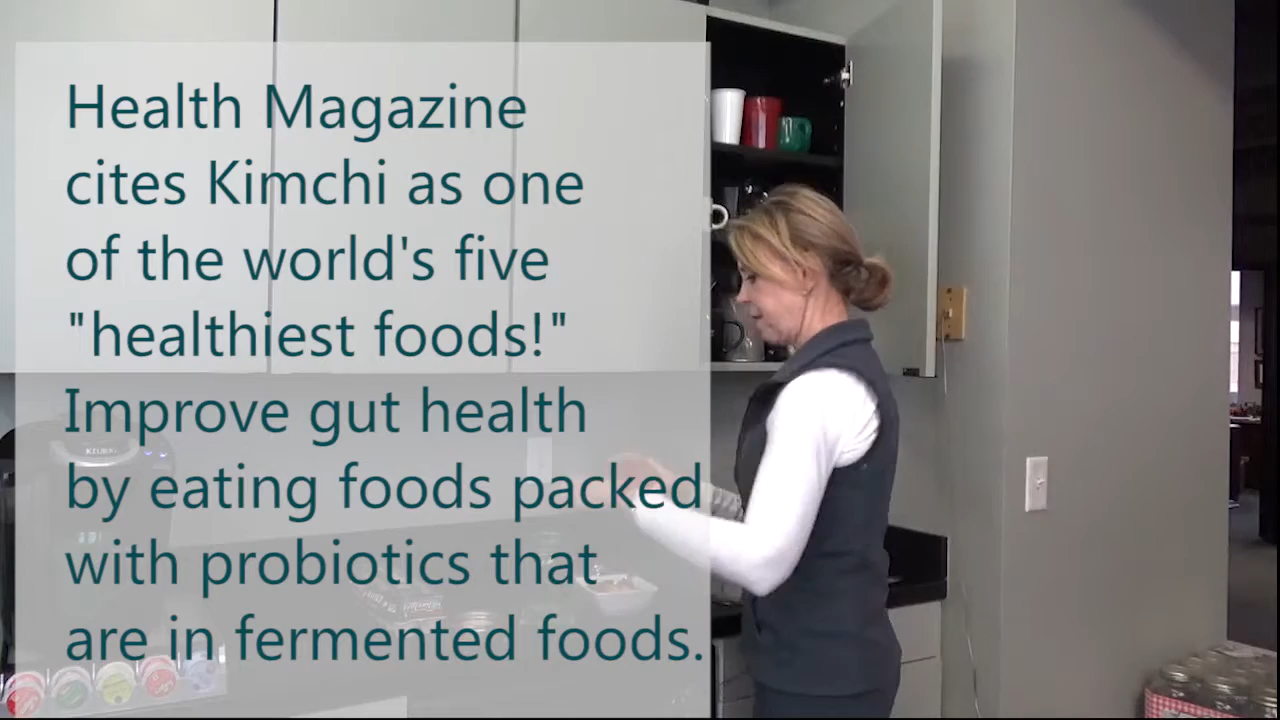 Health Magazine
cites Kimchi as one
of the world's five
"healthiest foods!"
Improve gut health
by eating foods packed
with probiotics that
are in fermented foods.
KEURIG